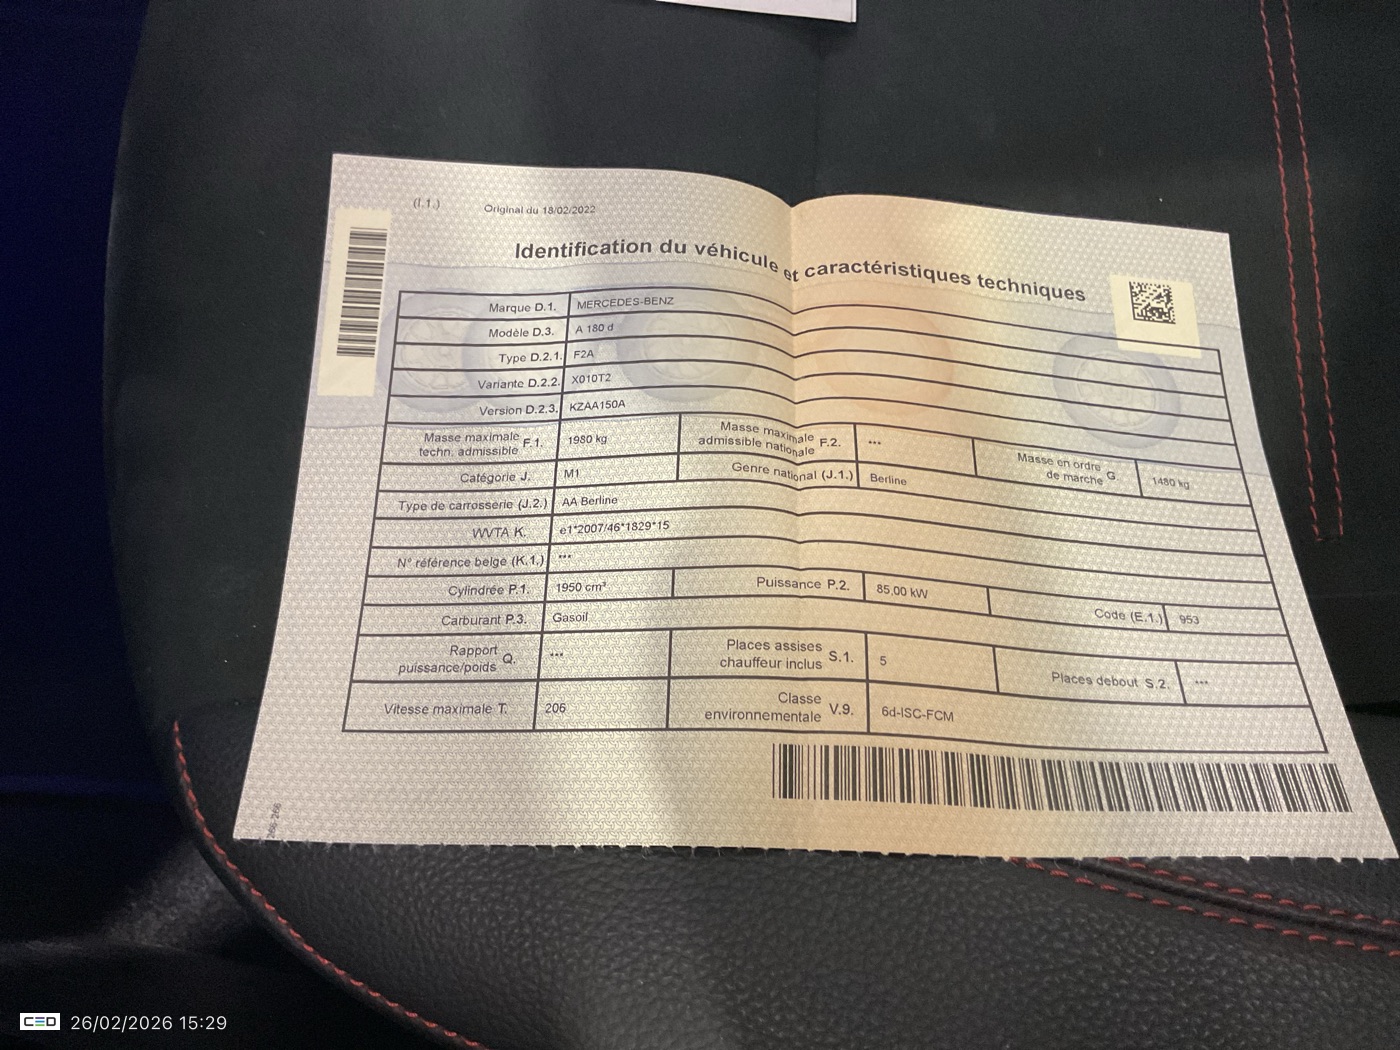 (I.1.) Original du 18/02/2022
Identification du véhicule et caractéristiques techniques
Marque D.1. MERCEDES-BENZ
Modèle D.3. A 180 d
Type D.2.1. F2A
Variante D.2.2. X010T2
Version D.2.3. KZAA150A
Masse maximale techn. admissible F.1. 1980 kg Masse maximale admissible nationale F.2. --- Masse en ordre de marche G. 1480 kg
Catégorie J. M1 Genre national (J.1.) Berline
Type de carrosserie (J.2.) AA Berline
WVTA K. e1*2007/46*1829*15
N° référence belge (K.1.) ---
Cylindrée P.1. 1950 cm³ Puissance P.2. 85,00 kW Code (E.1.) 953
Carburant P.3. Gasoil
Rapport puissance/poids Q. --- Places assises chauffeur inclus S.1. 5 Places debout S.2. ---
Vitesse maximale T. 206 Classe environnementale V.9. 6d-ISC-FCM
266-266
CED 26/02/2026 15:29